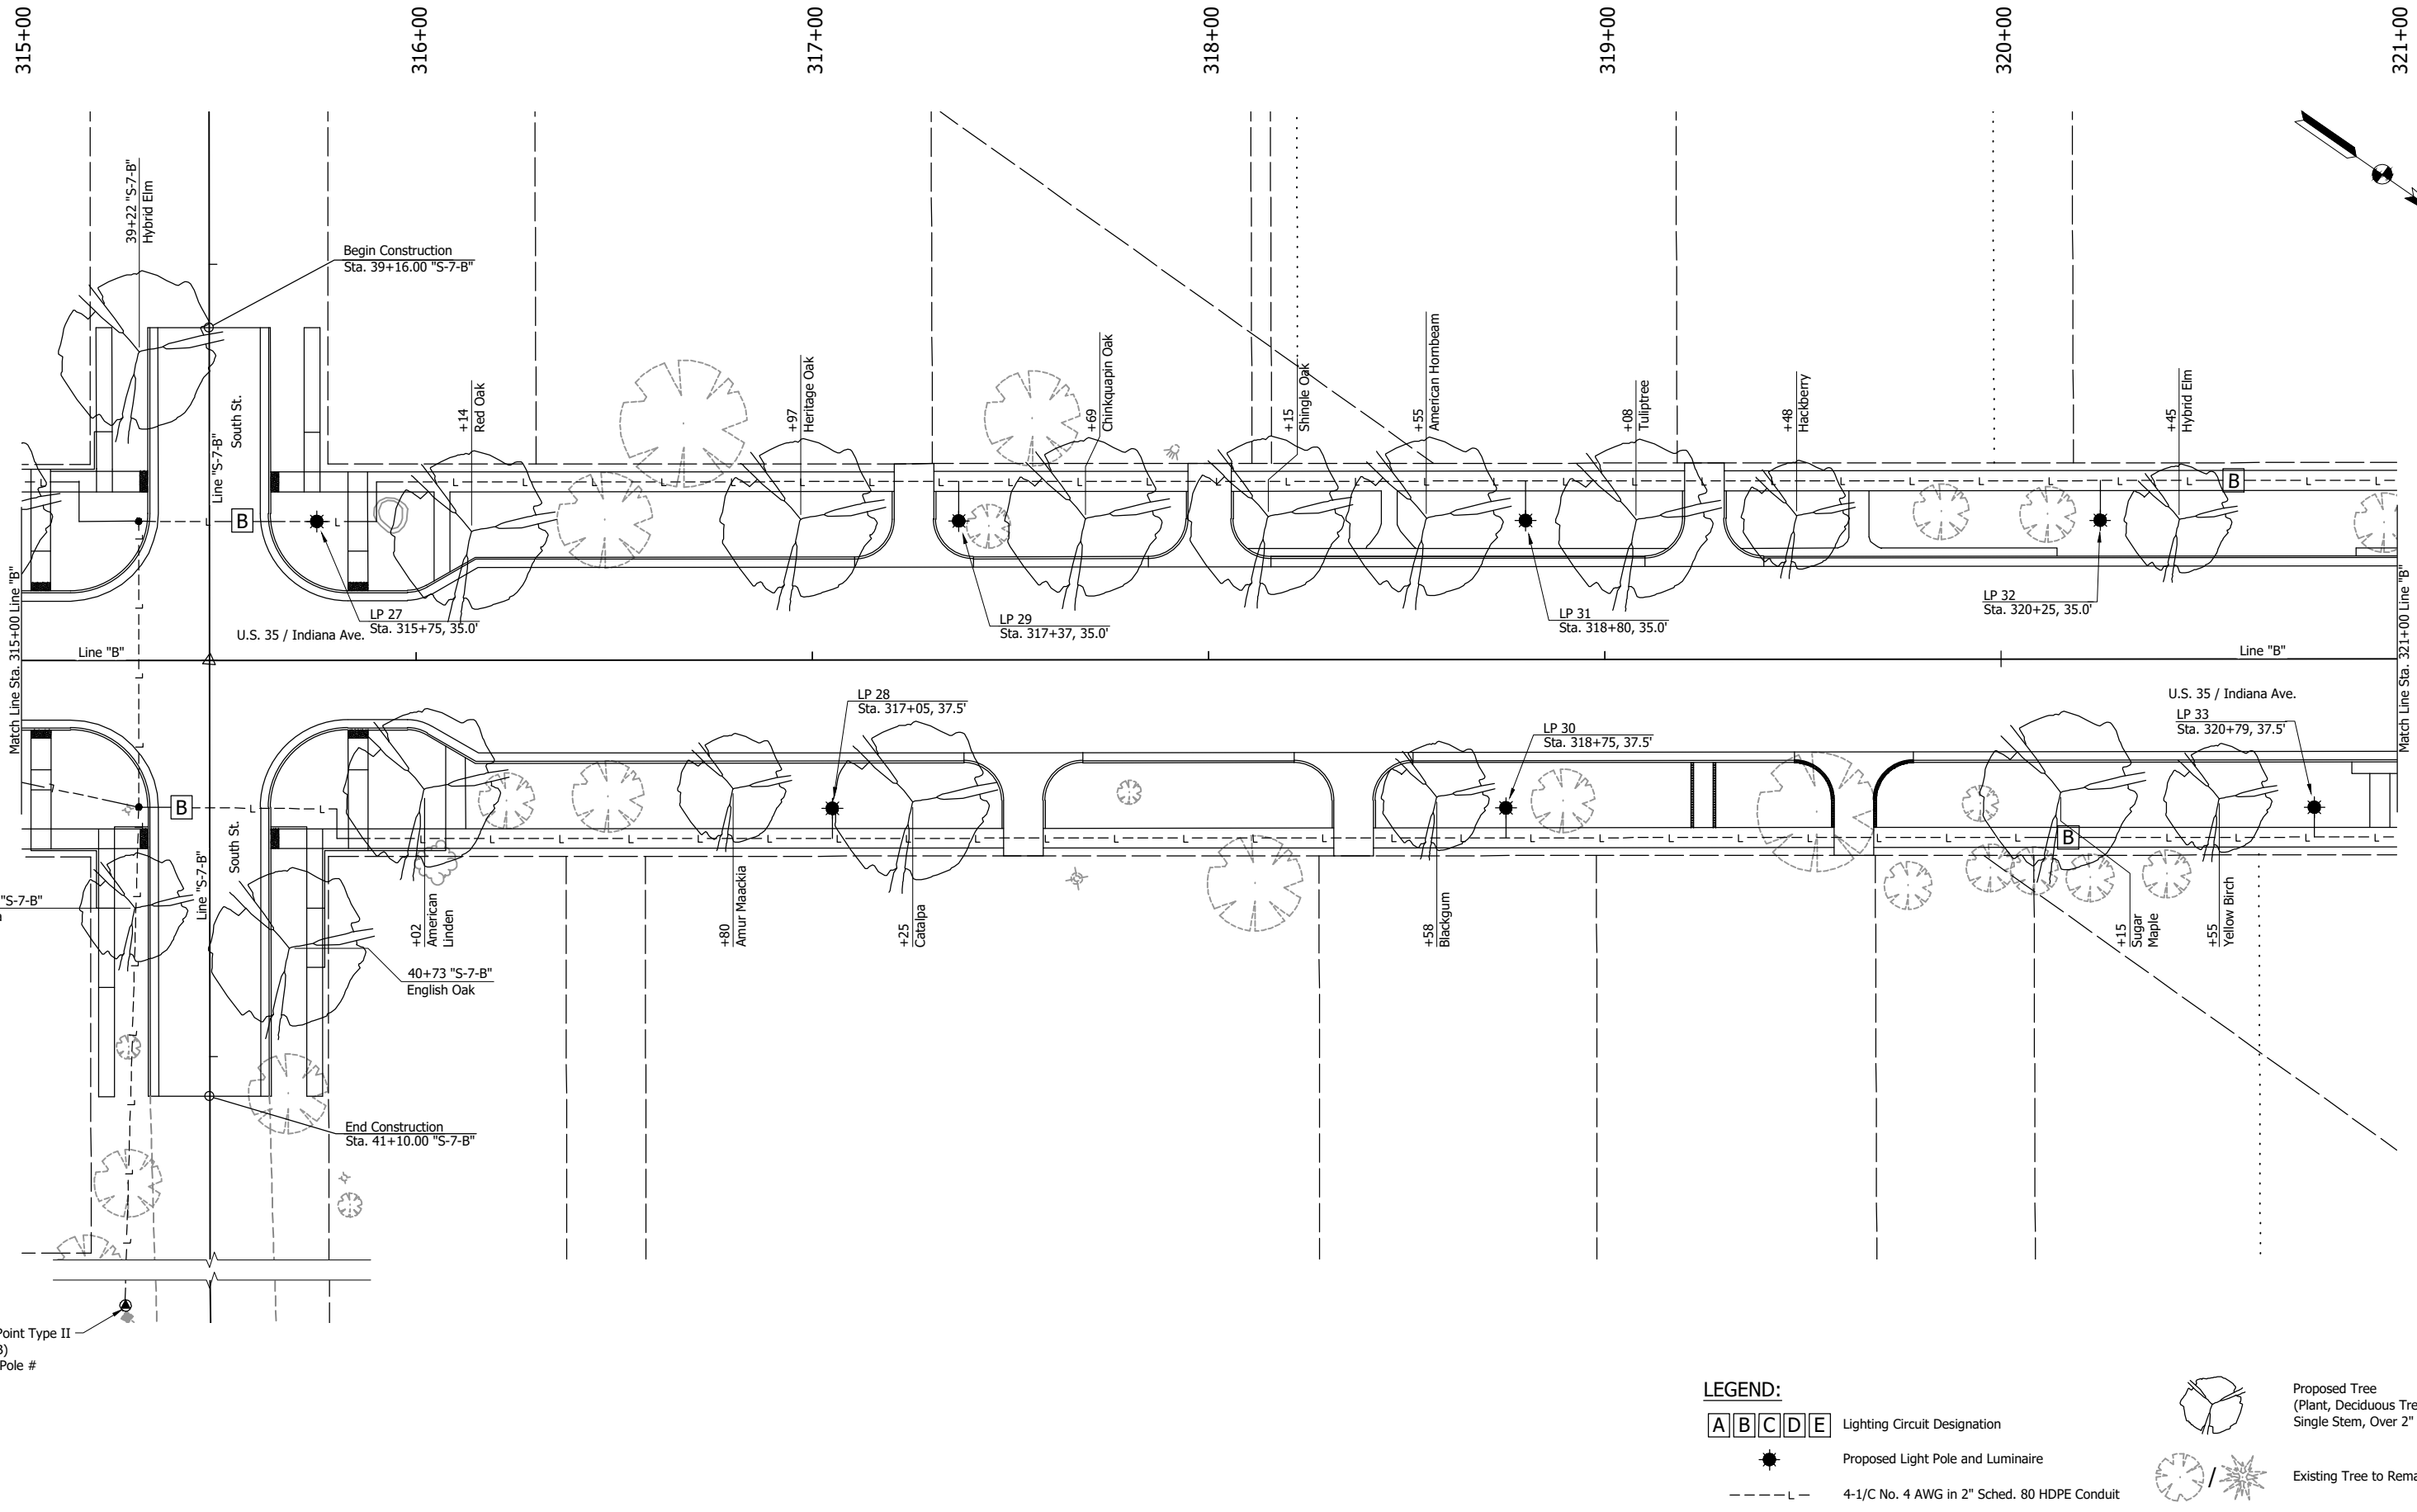 315+00
316+00
317+00
318+00
319+00
320+00
321+00
39+22 "S-7-B"
Hybrid Elm
Begin Construction
Sta. 39+16.00 "S-7-B"
South St.
Line "S-7-B"
+14
Red Oak
+97
Heritage Oak
+69
Chinkquapin Oak
+15
Shingle Oak
+55
American Hornbeam
+08
Tuliptree
+48
Hackberry
+45
Hybrid Elm
B
B
LP 27
Sta. 315+75, 35.0'
LP 29
Sta. 317+37, 35.0'
LP 31
Sta. 318+80, 35.0'
LP 32
Sta. 320+25, 35.0'
U.S. 35 / Indiana Ave.
Match Line Sta. 315+00 Line "B"
Line "B"
Line "B"
Match Line Sta. 321+00 Line "B"
U.S. 35 / Indiana Ave.
LP 28
Sta. 317+05, 37.5'
LP 30
Sta. 318+75, 37.5'
LP 33
Sta. 320+79, 37.5'
B
B
South St.
Line "S-7-B"
"S-7-B"
+02
American
Linden
+80
Amur Maackia
+25
Catalpa
+58
Blackgum
+15
Sugar
Maple
+55
Yellow Birch
40+73 "S-7-B"
English Oak
End Construction
Sta. 41+10.00 "S-7-B"
Point Type II
Pole #
LEGEND:
A B C D E Lighting Circuit Designation
Proposed Light Pole and Luminaire
L 4-1/C No. 4 AWG in 2" Sched. 80 HDPE Conduit
Proposed Tree
(Plant, Deciduous Tre
Single Stem, Over 2"
/ Existing Tree to Rema